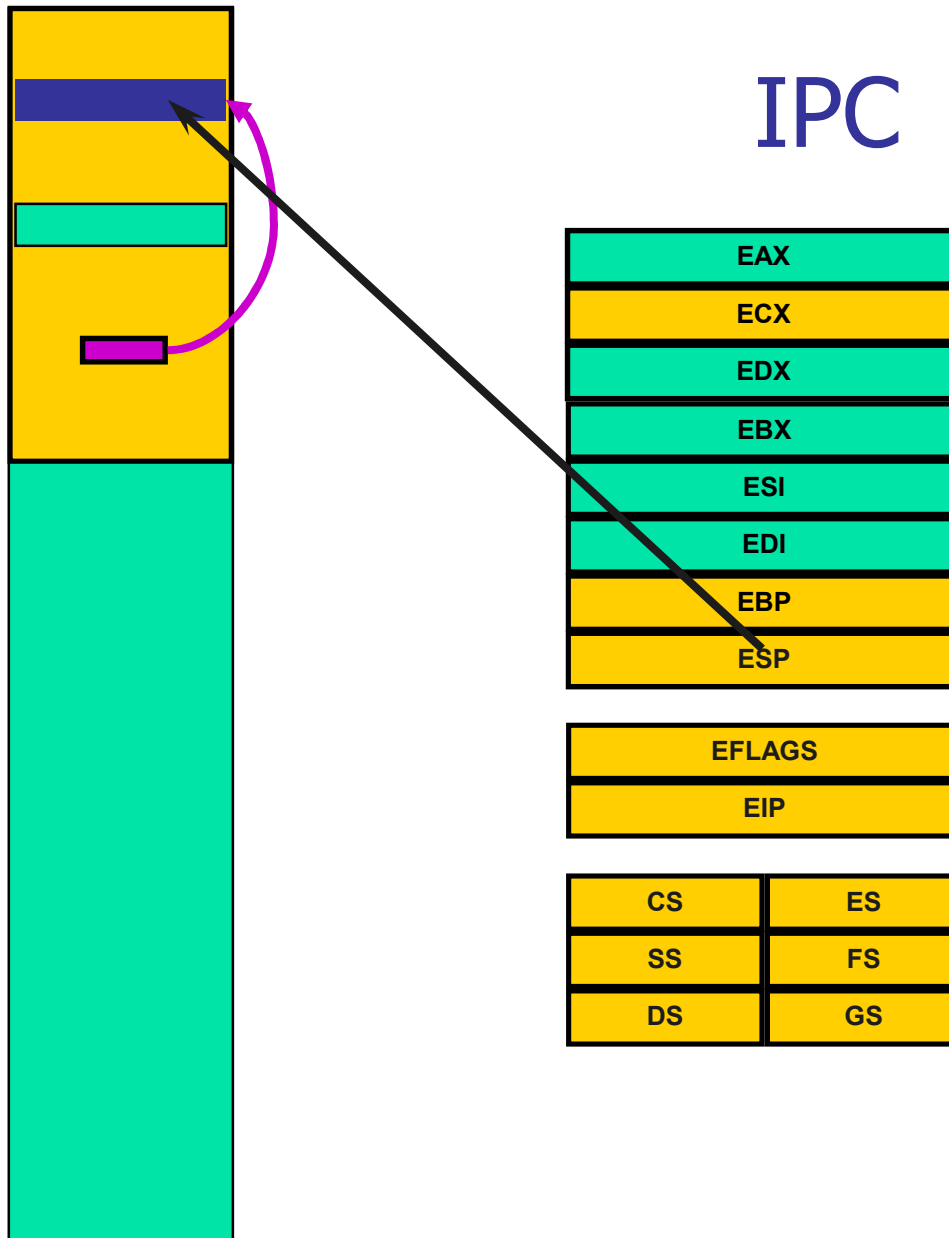 IPC
EAX
ECX
EDX
EBX
ESI
EDI
EBP
ESP
EFLAGS
EIP
CS ES
SS FS
DS GS